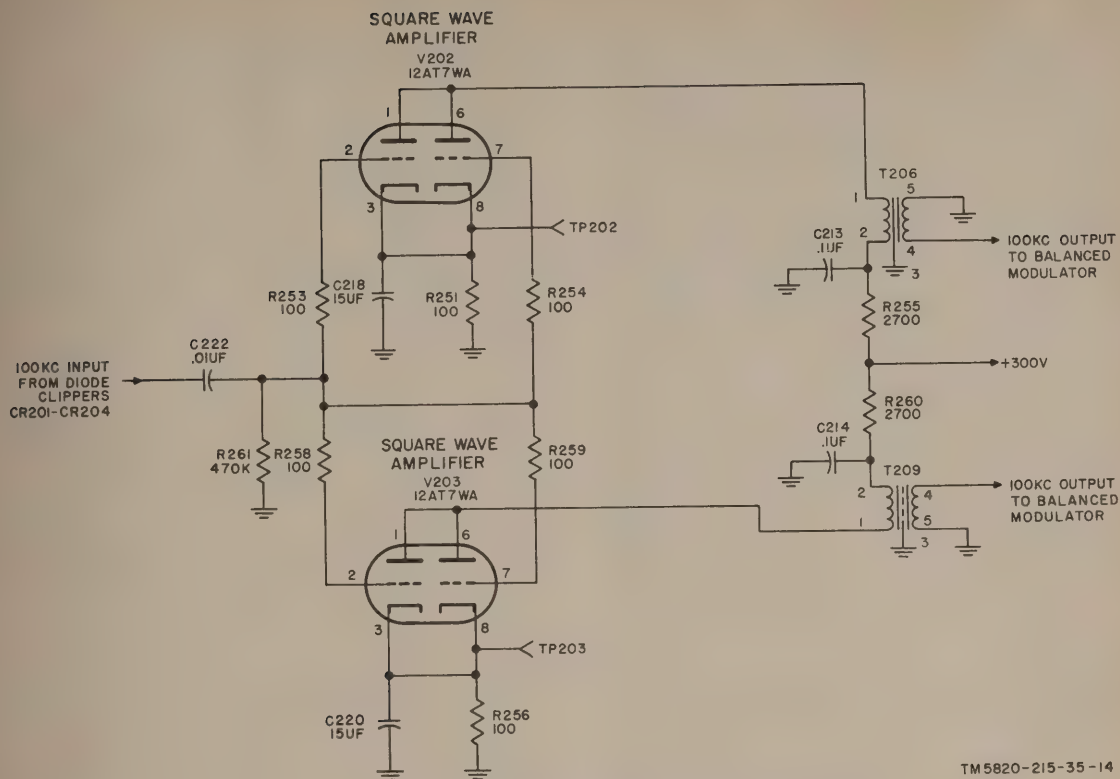 SQUARE WAVE
AMPLIFIER
V202
12AT7WA
1
6
2
7
3
8
TP202
T206
1
5
2
4
3
C213
.1UF
100KC OUTPUT
TO BALANCED
MODULATOR
R253
100
C218
15UF
R251
100
R254
100
R255
2700
C222
.01UF
100KC INPUT
FROM DIODE
CLIPPERS
CR201-CR204
+300V
R261
470K
R258
100
SQUARE WAVE
AMPLIFIER
V203
12AT7WA
R259
100
R260
2700
C214
.1UF
T209
2
4
1
5
3
100KC OUTPUT
TO BALANCED
MODULATOR
1
6
2
7
3
8
TP203
C220
15UF
R256
100
TM5820-215-35-14